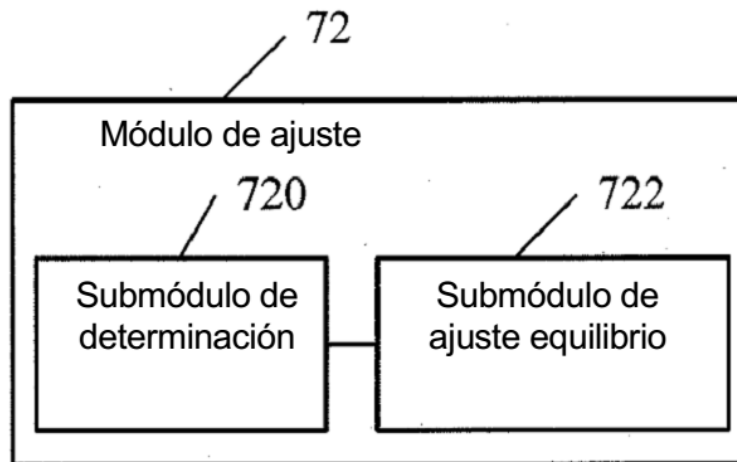 72
Módulo de ajuste
720
722
Submódulo de
determinación
Submódulo de
ajuste equilibrio